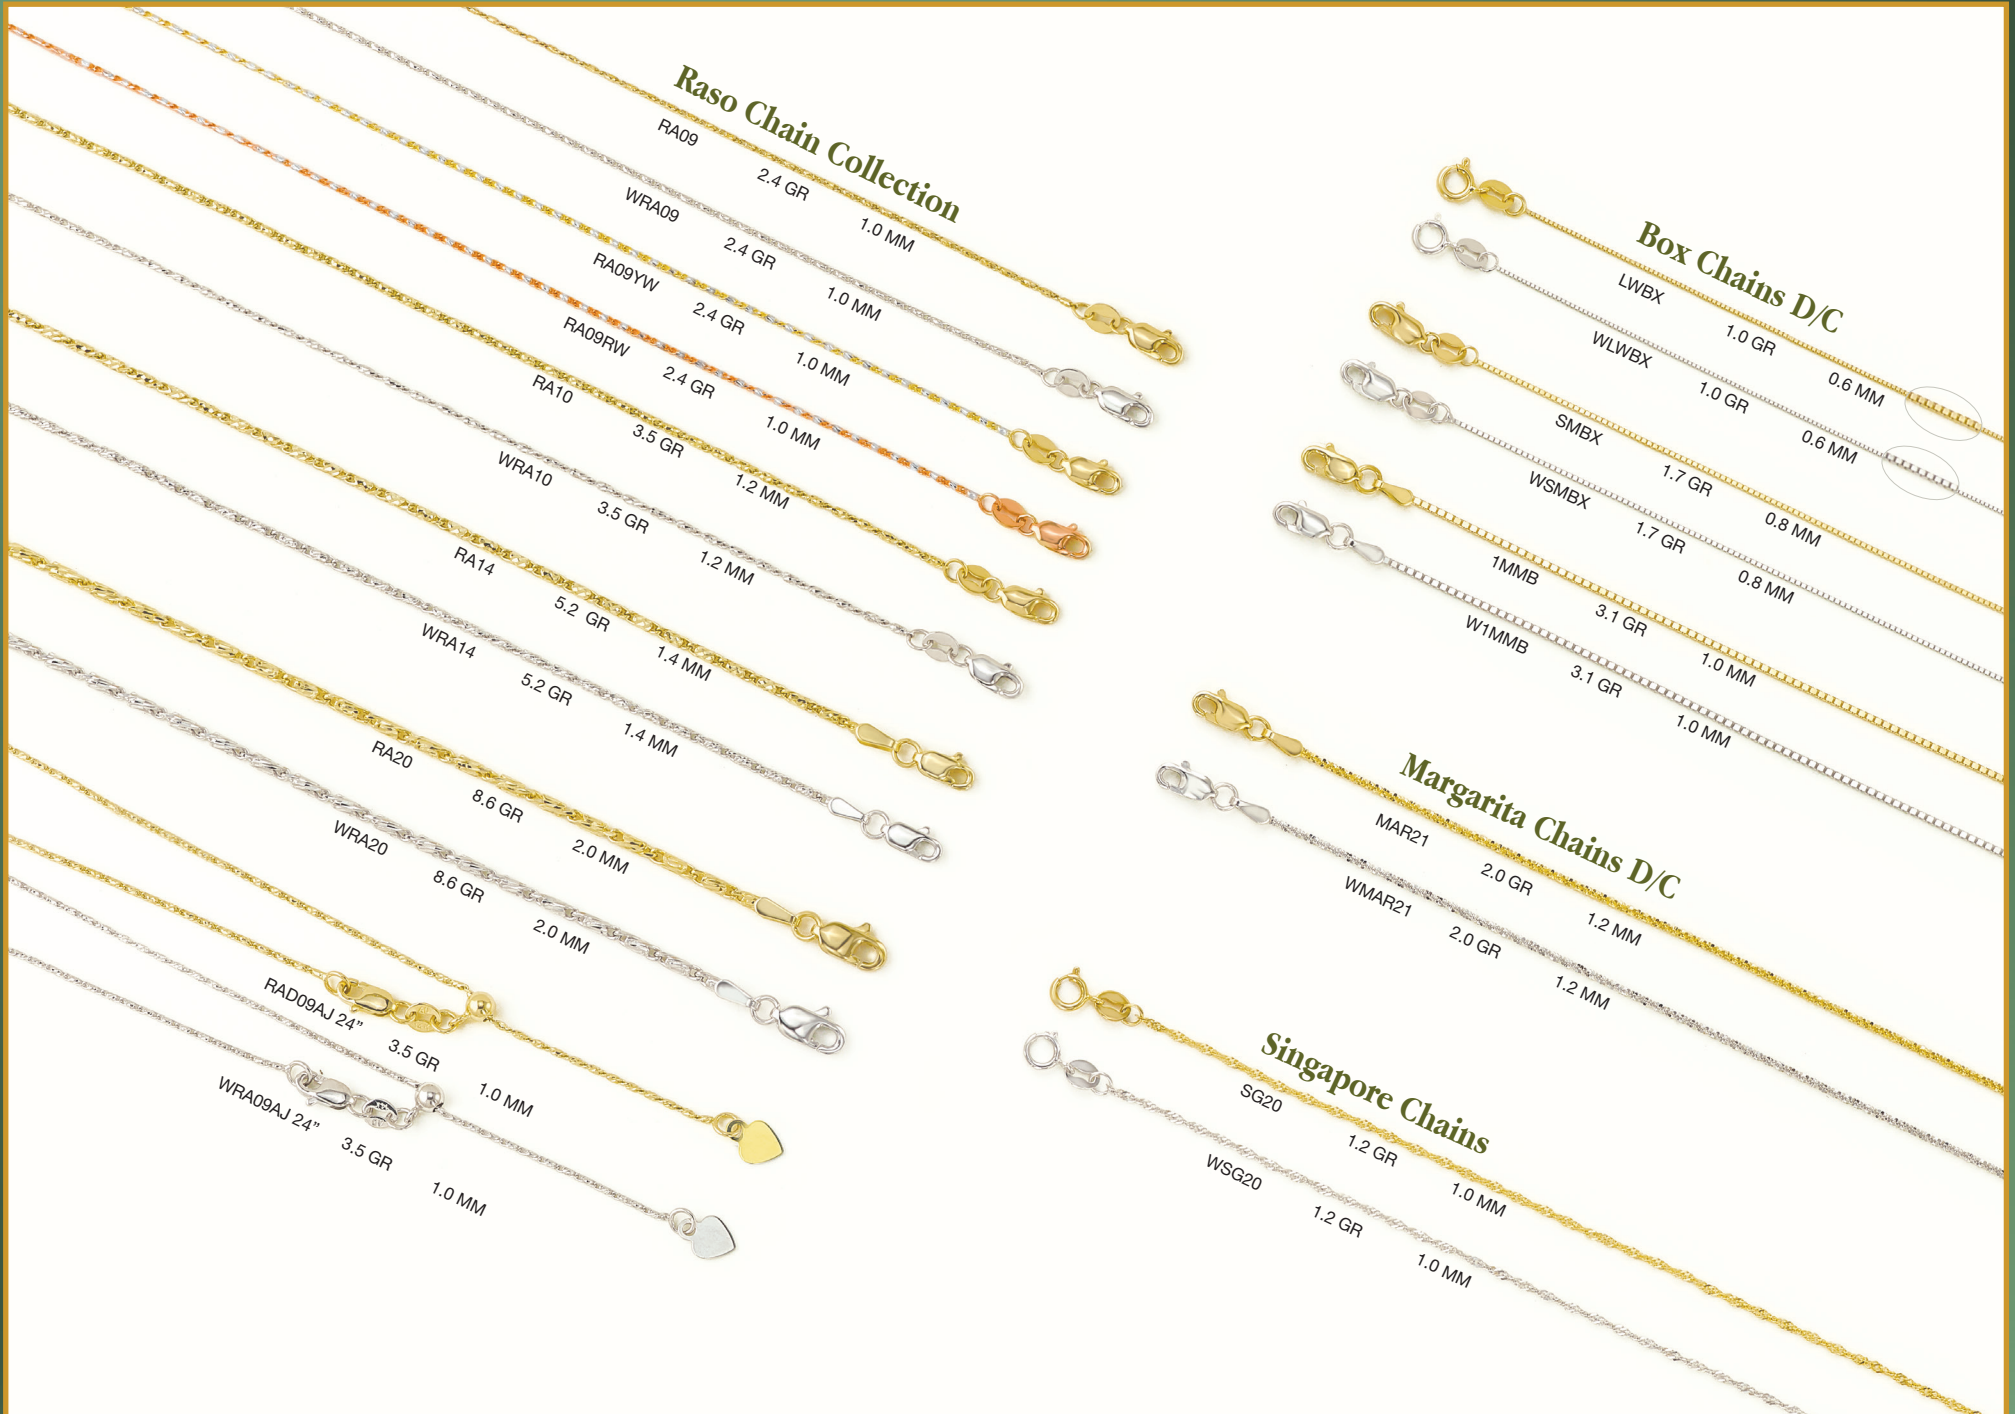 Raso Chain Collection
RA09 2.4 GR 1.0 MM
WRA09 2.4 GR 1.0 MM
RA09YW 2.4 GR 1.0 MM
RA09RW 2.4 GR 1.0 MM
RA10 3.5 GR 1.2 MM
WRA10 3.5 GR 1.2 MM
RA14 5.2 GR 1.4 MM
WRA14 5.2 GR 1.4 MM
RA20 8.6 GR 2.0 MM
WRA20 8.6 GR 2.0 MM
RAD09AJ 24” 3.5 GR 1.0 MM
WRA09AJ 24” 3.5 GR 1.0 MM
Box Chains D/C
LWBX 1.0 GR 0.6 MM
WLWBX 1.0 GR 0.6 MM
SMBX 1.7 GR 0.8 MM
WSMBX 1.7 GR 0.8 MM
1MMB 3.1 GR 1.0 MM
W1MMB 3.1 GR 1.0 MM
Margarita Chains D/C
MAR21 2.0 GR 1.2 MM
WMAR21 2.0 GR 1.2 MM
Singapore Chains
SG20 1.2 GR 1.0 MM
WSG20 1.2 GR 1.0 MM